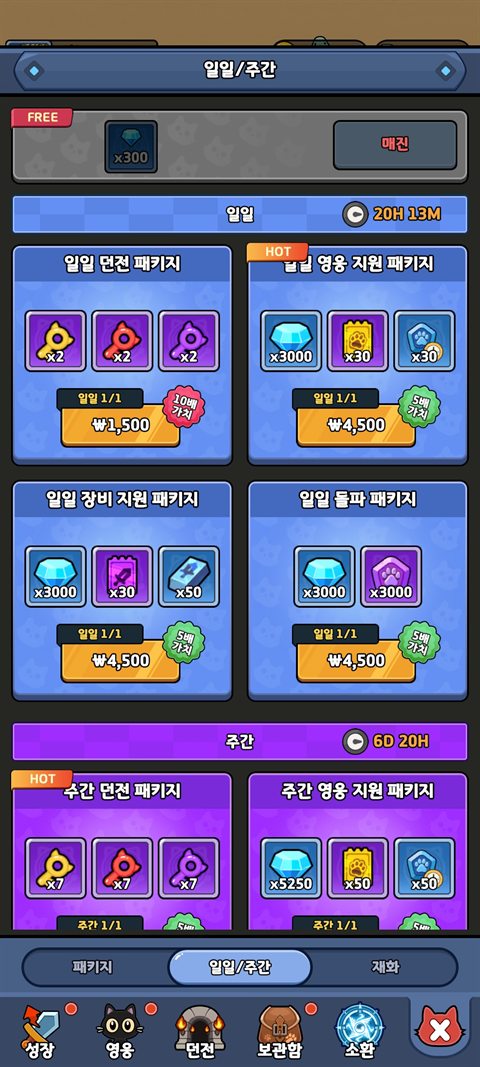 일일/주간
FREE
x300
매진
일일
20H 13M
일일 던전 패키지
x2
x2
x2
일일 1/1
₩1,500
10배
가치
HOT
일일 영웅 지원 패키지
x3000
x30
x30
일일 1/1
₩4,500
5배
가치
일일 장비 지원 패키지
x3000
x30
x50
일일 1/1
₩4,500
5배
가치
일일 돌파 패키지
x3000
x3000
일일 1/1
₩4,500
5배
가치
주간
6D 20H
HOT
주간 던전 패키지
x7
x7
x7
주간 1/1
5배
주간 영웅 지원 패키지
x5250
x50
x50
주간 1/1
5배
패키지
일일/주간
재화
성장
영웅
던전
보관함
소환